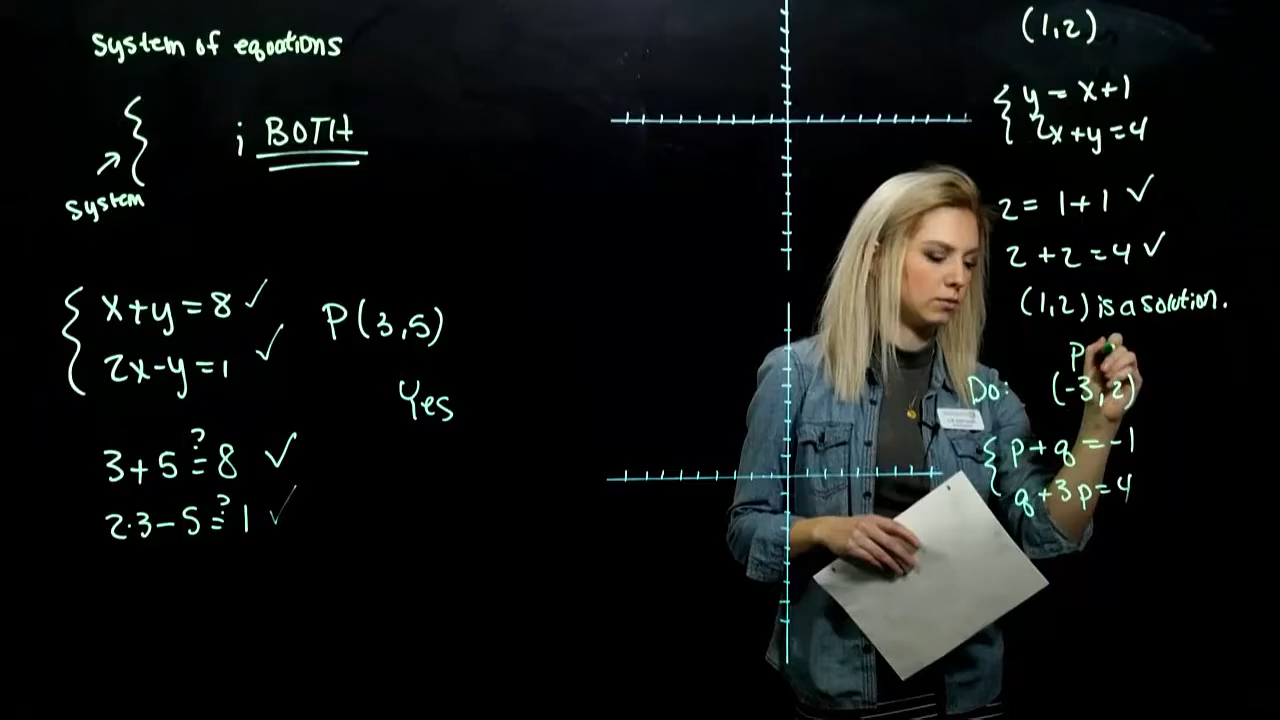 System of equations
{ ¡ BOTH
system
{ x+y=8 ✓
2x-y=1 ✓
P(3,5)
Yes
3+5≟8 ✓
2·3-5≟1 ✓
(1,2)
{ y = x+1
2x+y=4
2 = 1+1 ✓
2+2=4 ✓
(1,2) is a solution.
P
Do: (-3,2)
{ p+q=-1
q+3p=4